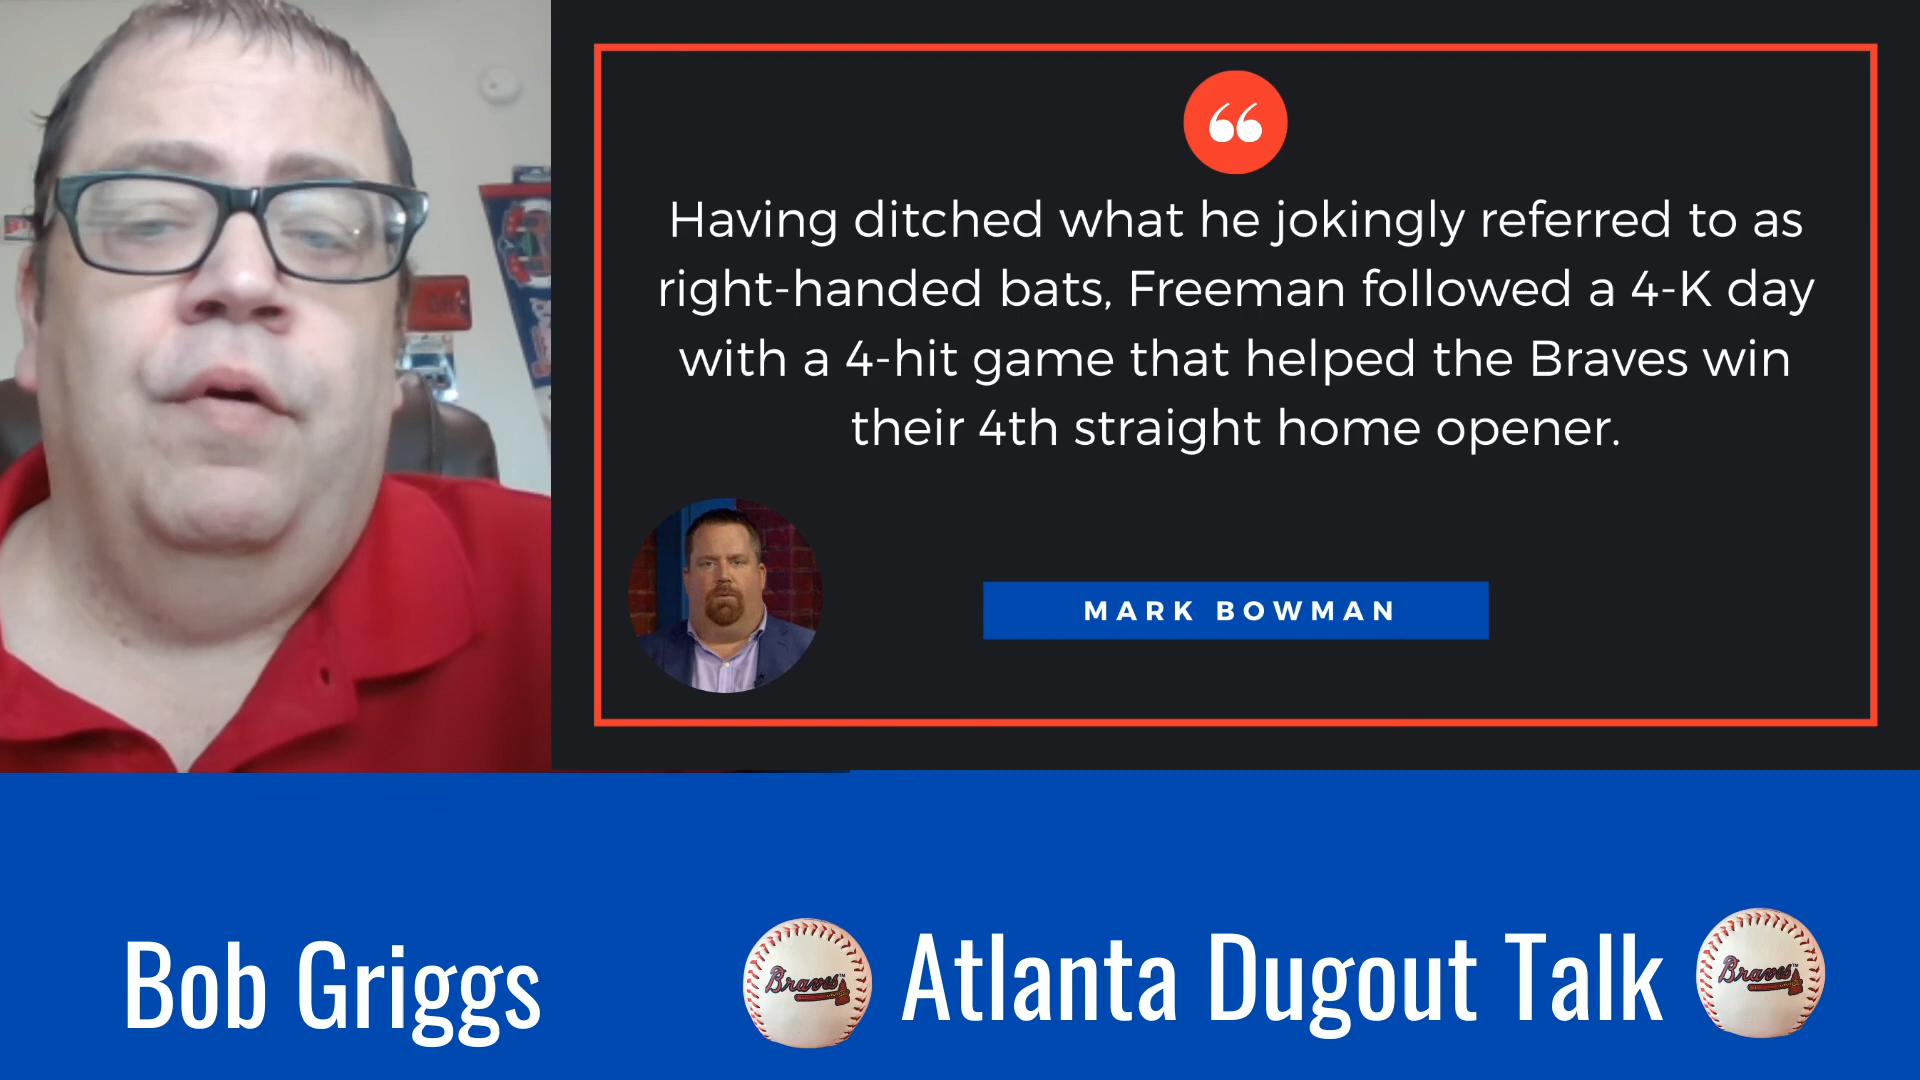 Having ditched what he jokingly referred to as
right-handed bats, Freeman followed a 4-K day
with a 4-hit game that helped the Braves win
their 4th straight home opener.
MARK BOWMAN
Bob Griggs
Braves
Atlanta Dugout Talk
Braves